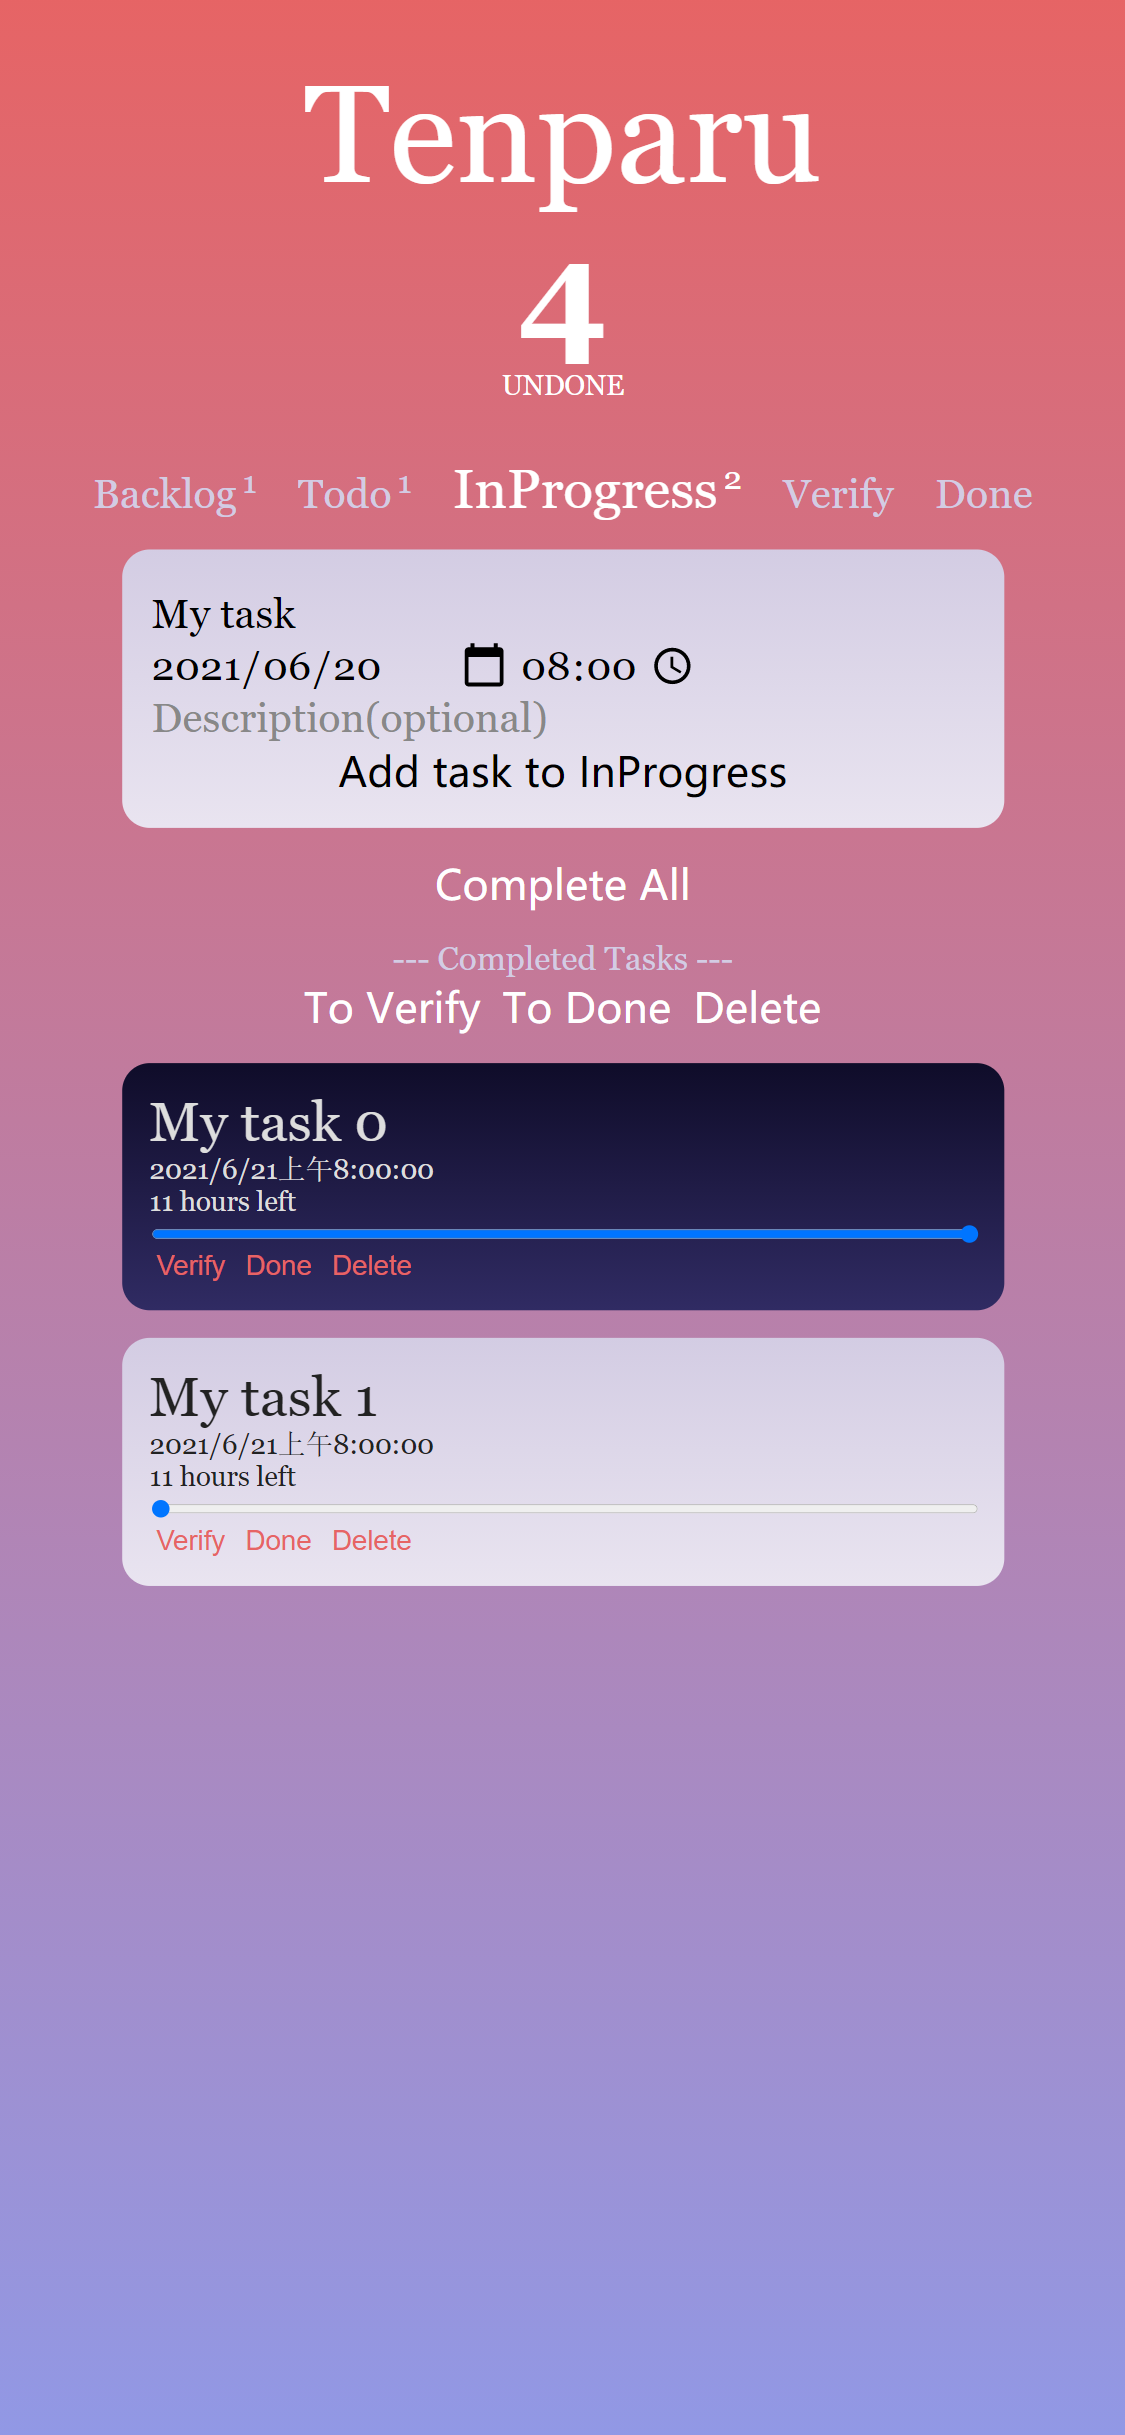 Tenparu
4
UNDONE
Backlog 1 Todo 1 InProgress 2 Verify Done
My task
2021/06/20 08:00
Description(optional)
Add task to InProgress
Complete All
--- Completed Tasks ---
To Verify To Done Delete
My task 0
2021/6/21上午8:00:00
11 hours left
Verify Done Delete
My task 1
2021/6/21上午8:00:00
11 hours left
Verify Done Delete